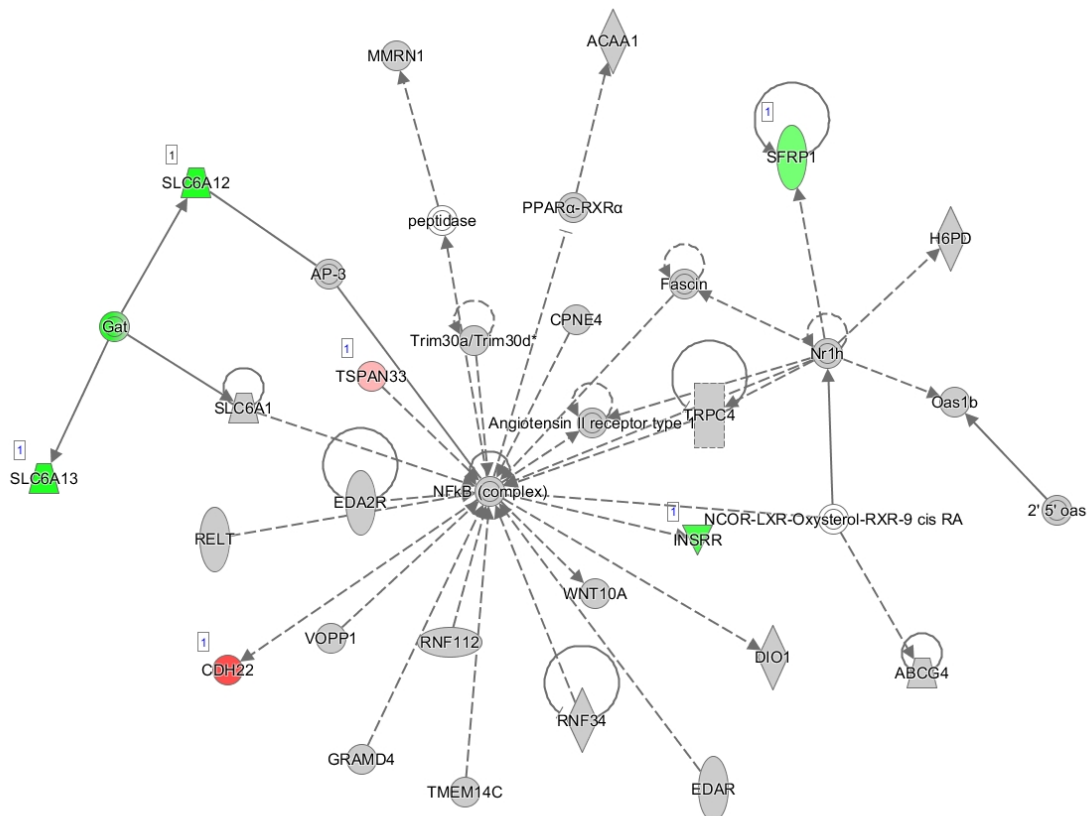 ACAA1
MMRN1
1
SFRP1
1
SLC6A12
PPARα-RXRα
peptidase
H6PD
AP-3
Fascin
CPNE4
Gat
Trim30a/Trim30d*
Nr1h
1
TSPAN33
Oas1b
SLC6A1
TRPC4
Angiotensin II receptor type 1
1
SLC6A13
NFkB (complex)
EDA2R
1
2' 5' oas
NCOR-LXR-Oxysterol-RXR-9 cis RA
RELT
INSRR
WNT10A
VOPP1
RNF112
1
DIO1
CDH22
ABCG4
RNF34
GRAMD4
EDAR
TMEM14C